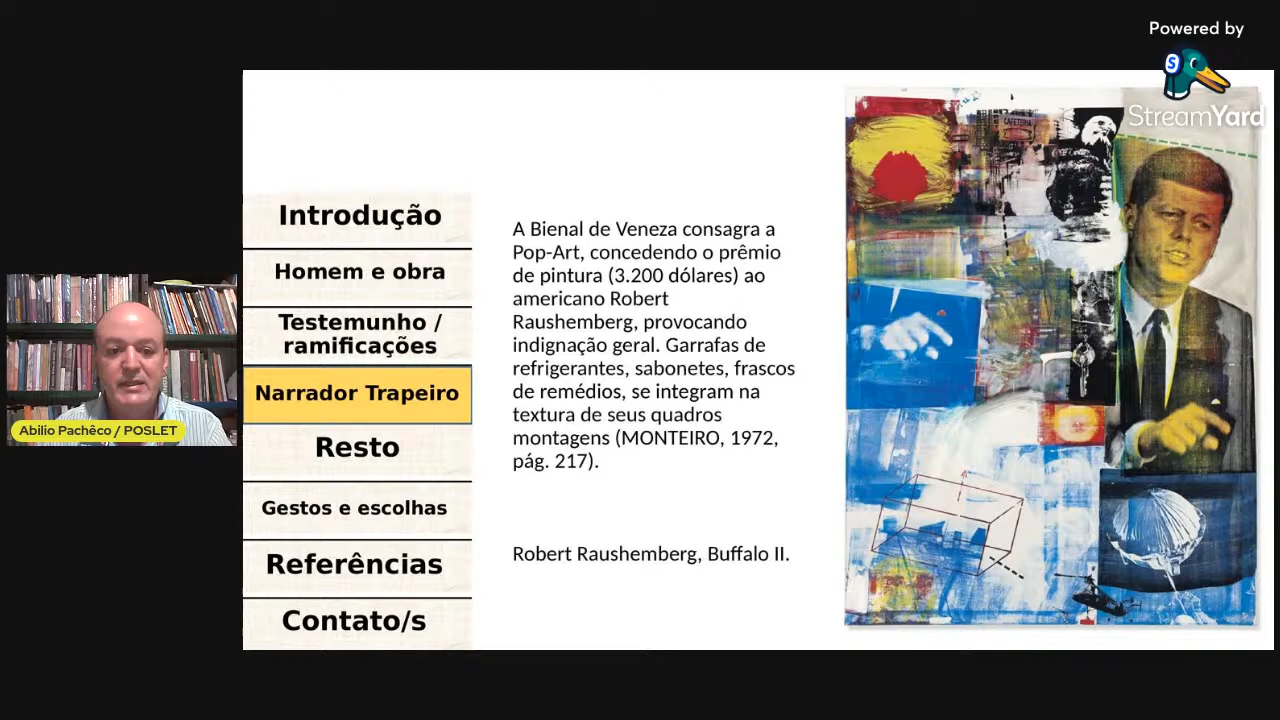 Powered by
StreamYard
Introdução
Homem e obra
Testemunho /
ramificações
Narrador Trapeiro
Resto
Gestos e escolhas
Referências
Contato/s
A Bienal de Veneza consagra a
Pop-Art, concedendo o prêmio
de pintura (3.200 dólares) ao
americano Robert
Raushemberg, provocando
indignação geral. Garrafas de
refrigerantes, sabonetes, frascos
de remédios, se integram na
textura de seus quadros
montagens (MONTEIRO, 1972,
pág. 217).
Robert Raushemberg, Buffalo II.
Abilio Pachêco / POSLET